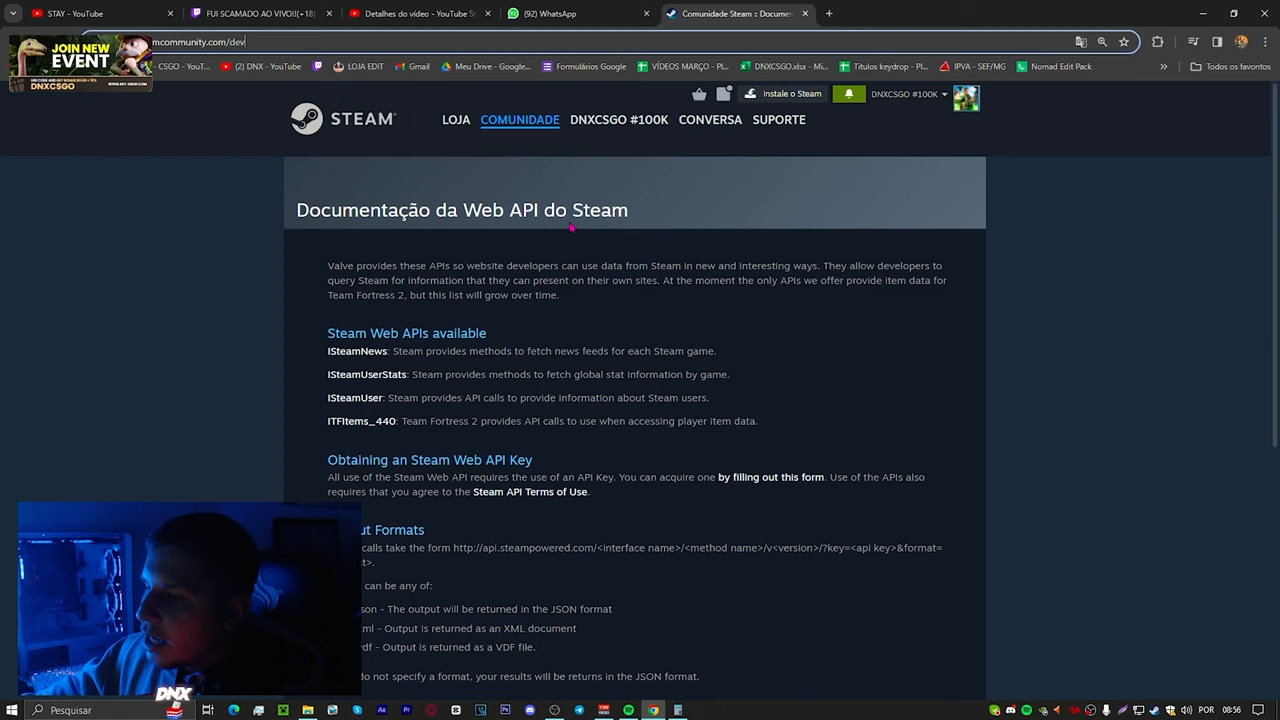 STAY - YouTube
FUI SCAMADO AO VIVO!!(+18)
Detalhes do vídeo - YouTube S
(92) WhatsApp
Comunidade Steam :: Documen
mcommunity.com/dev
JOIN NEW
EVENT
DNXCSGO
WWW.KEY-DROP.COM
CSGO - YouT...
(2) DNX - YouTube
LOJA EDIT
Gmail
Meu Drive - Google...
Formulários Google
VÍDEOS MARÇO - P...
DNXCSGO.xlsx - Mi...
Titulos keydrop - Pl...
IPVA - SEF/MG
Nomad Edit Pack
Todos os favoritos
Instale o Steam
DNXCSGO #100K
STEAM
LOJA
COMUNIDADE
DNXCSGO #100K
CONVERSA
SUPORTE
Documentação da Web API do Steam
Valve provides these APIs so website developers can use data from Steam in new and interesting ways. They allow developers to
query Steam for information that they can present on their own sites. At the moment the only APIs we offer provide item data for
Team Fortress 2, but this list will grow over time.
Steam Web APIs available
ISteamNews: Steam provides methods to fetch news feeds for each Steam game.
ISteamUserStats: Steam provides methods to fetch global stat information by game.
ISteamUser: Steam provides API calls to provide information about Steam users.
ITFItems_440: Team Fortress 2 provides API calls to use when accessing player item data.
Obtaining an Steam Web API Key
All use of the Steam Web API requires the use of an API Key. You can acquire one by filling out this form. Use of the APIs also
requires that you agree to the Steam API Terms of Use.
ut Formats
calls take the form http://api.steampowered.com/<interface name>/<method name>/v<version>/?key=<api key>&format=
t>.
can be any of:
son - The output will be returned in the JSON format
ml - Output is returned as an XML document
df - Output is returned as a VDF file.
do not specify a format, your results will be returns in the JSON format.
DNX
Pesquisar
POR
08:56